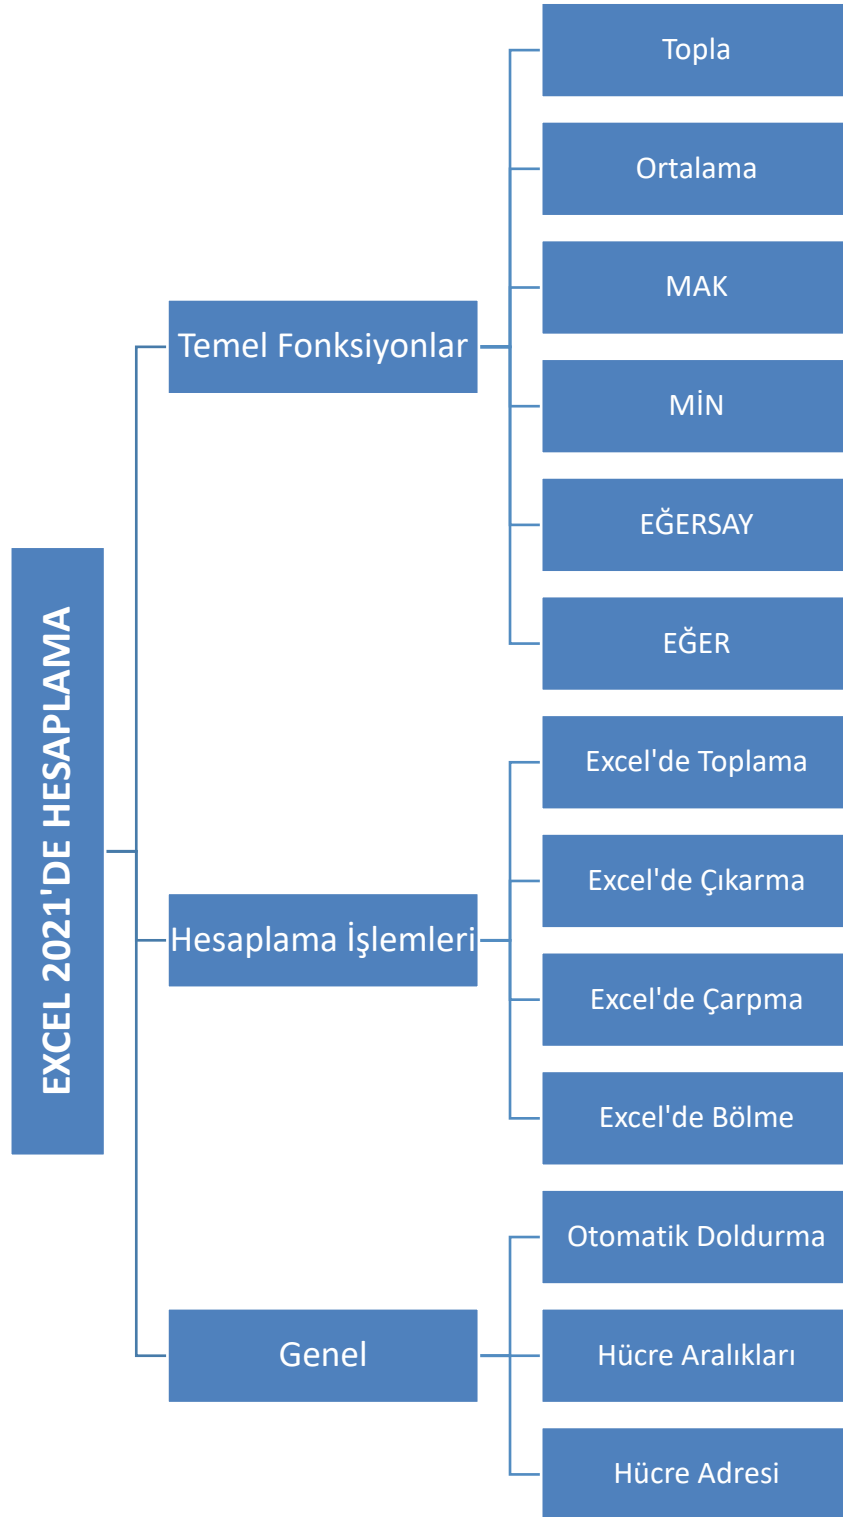 EXCEL 2021'DE HESAPLAMA
Temel Fonksiyonlar
Topla
Ortalama
MAK
MİN
EĞERSAY
EĞER
Hesaplama İşlemleri
Excel'de Toplama
Excel'de Çıkarma
Excel'de Çarpma
Excel'de Bölme
Genel
Otomatik Doldurma
Hücre Aralıkları
Hücre Adresi